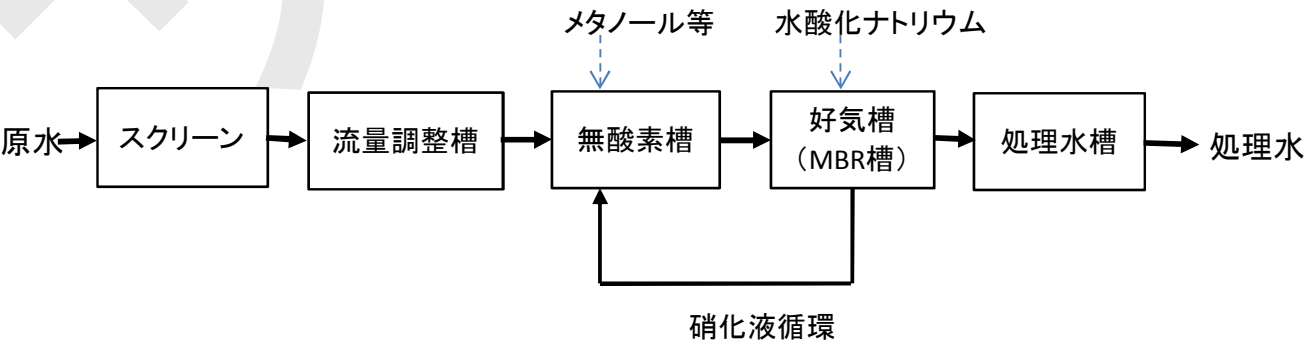 メタノール等
水酸化ナトリウム
原水
スクリーン
流量調整槽
無酸素槽
好気槽
（MBR槽）
処理水槽
処理水
硝化液循環